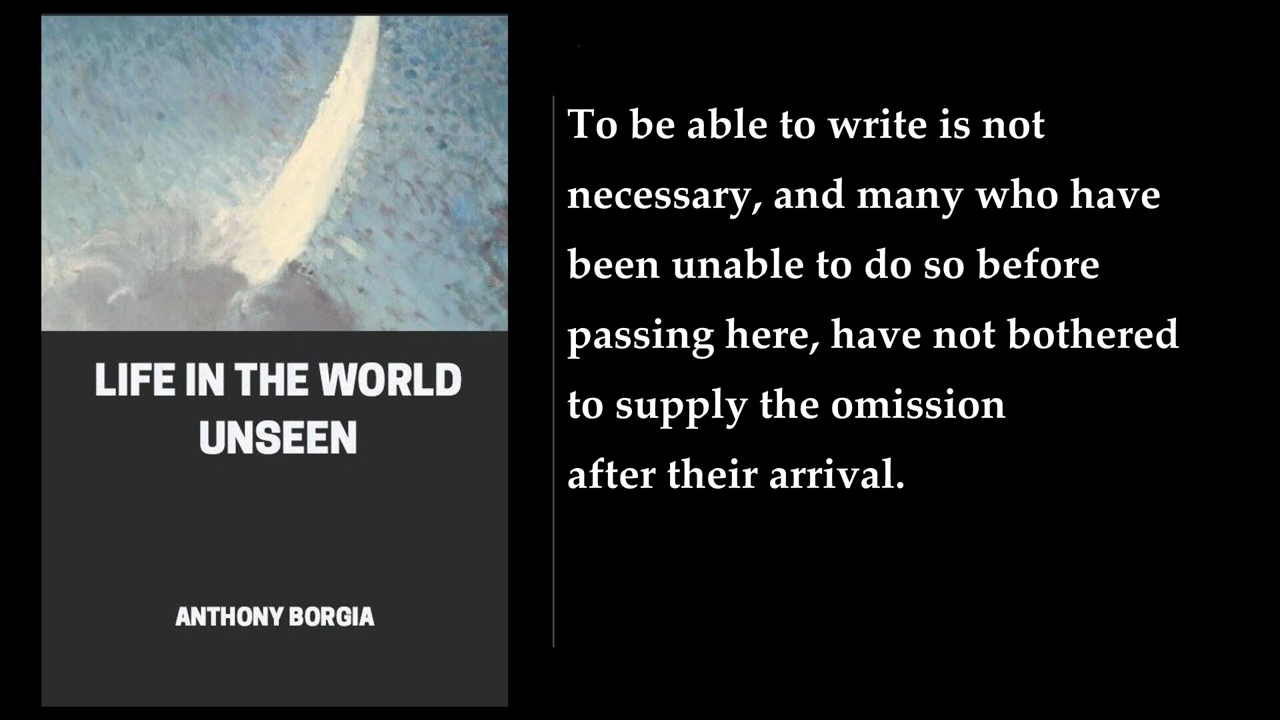 LIFE IN THE WORLD
UNSEEN
ANTHONY BORGIA
To be able to write is not
necessary, and many who have
been unable to do so before
passing here, have not bothered
to supply the omission
after their arrival.